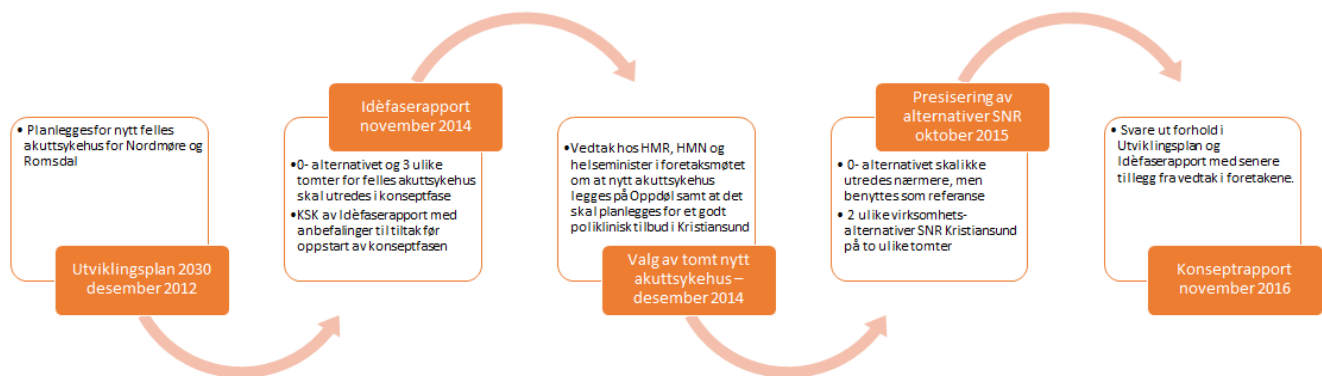 • Planlegges for nytt felles
akuttsykehus for Nordmøre og
Romsdal
Utviklingsplan 2030
desember 2012
Idèfaserapport
november 2014
•0- alternativet og 3 ulike
tomter for felles akuttsykehus
skal utredes i konseptfase
•KSK av Idèfaserapport med
anbefalinger til tiltak før
oppstart av konseptfasen
•Vedtak hos HMR, HMN og
helseminister i foretaksmøtet
om at nytt akuttsykehus
legges på Oppdøl samt at det
skal planlegges for et godt
poliklinisk tilbud i Kristiansund
Valg av tomt nytt
akuttsykehus –
desember 2014
Presisering av
alternativer SNR
oktober 2015
• 0- alternativet skal ikke
utredes nærmere, men
benyttes som referanse
• 2 ulike virksomhets-
alternativer SNR Kristiansund
på to ulike tomter
• Svare ut forhold i
Utviklingsplan og
Idèfaserapport med senere
tillegg fra vedtak i foretakene.
Konseptrapport
november 2016